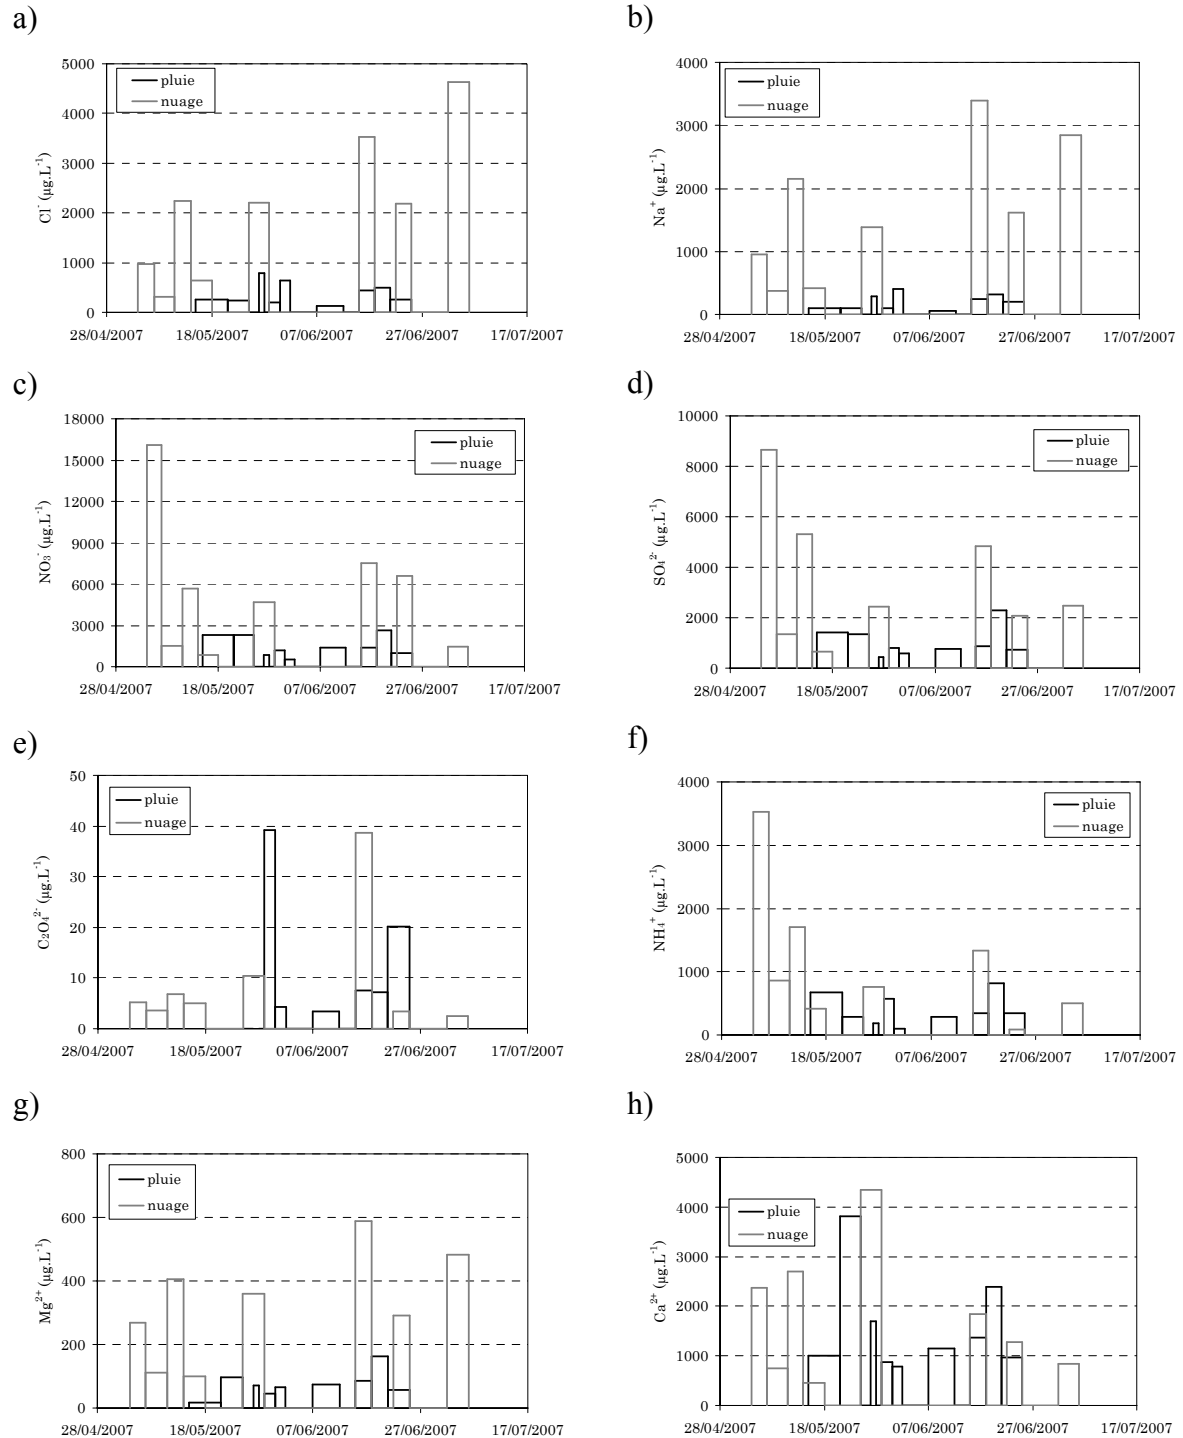 a)
5000
4000
3000
2000
1000
0
Cl⁻ (µg.L⁻¹)
pluie
nuage
28/04/2007 18/05/2007 07/06/2007 27/06/2007 17/07/2007
b)
4000
3000
2000
1000
0
Na⁺ (µg.L⁻¹)
pluie
nuage
28/04/2007 18/05/2007 07/06/2007 27/06/2007 17/07/2007
c)
18000
15000
12000
9000
6000
3000
0
NO₃⁻ (µg.L⁻¹)
pluie
nuage
28/04/2007 18/05/2007 07/06/2007 27/06/2007 17/07/2007
d)
10000
8000
6000
4000
2000
0
SO₄²⁻ (µg.L⁻¹)
pluie
nuage
28/04/2007 18/05/2007 07/06/2007 27/06/2007 17/07/2007
e)
50
40
30
20
10
0
C₂O₄²⁻ (µg.L⁻¹)
pluie
nuage
28/04/2007 18/05/2007 07/06/2007 27/06/2007 17/07/2007
f)
4000
3000
2000
1000
0
NH₄⁺ (µg.L⁻¹)
pluie
nuage
28/04/2007 18/05/2007 07/06/2007 27/06/2007 17/07/2007
g)
800
600
400
200
0
Mg²⁺ (µg.L⁻¹)
pluie
nuage
28/04/2007 18/05/2007 07/06/2007 27/06/2007 17/07/2007
h)
5000
4000
3000
2000
1000
0
Ca²⁺ (µg.L⁻¹)
pluie
nuage
28/04/2007 18/05/2007 07/06/2007 27/06/2007 17/07/2007